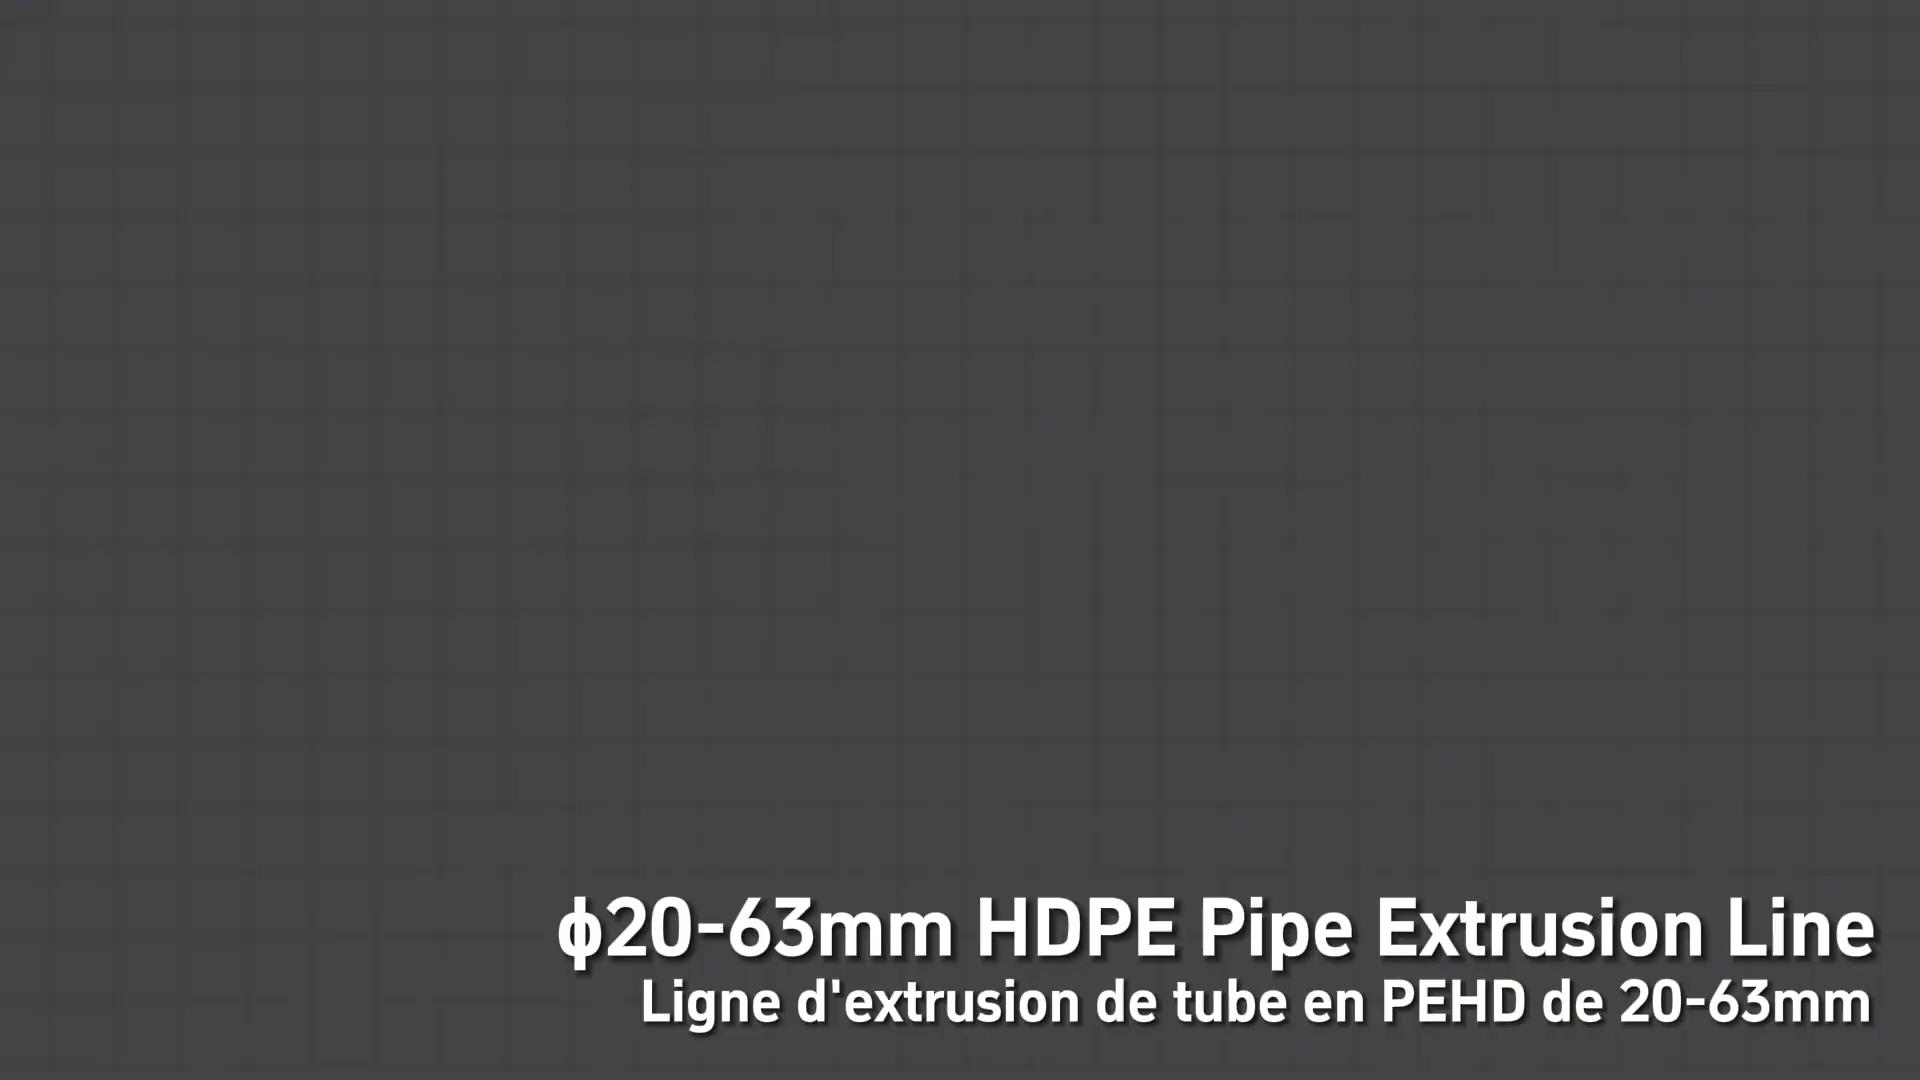 ϕ20-63mm HDPE Pipe Extrusion Line
Ligne d'extrusion de tube en PEHD de 20-63mm